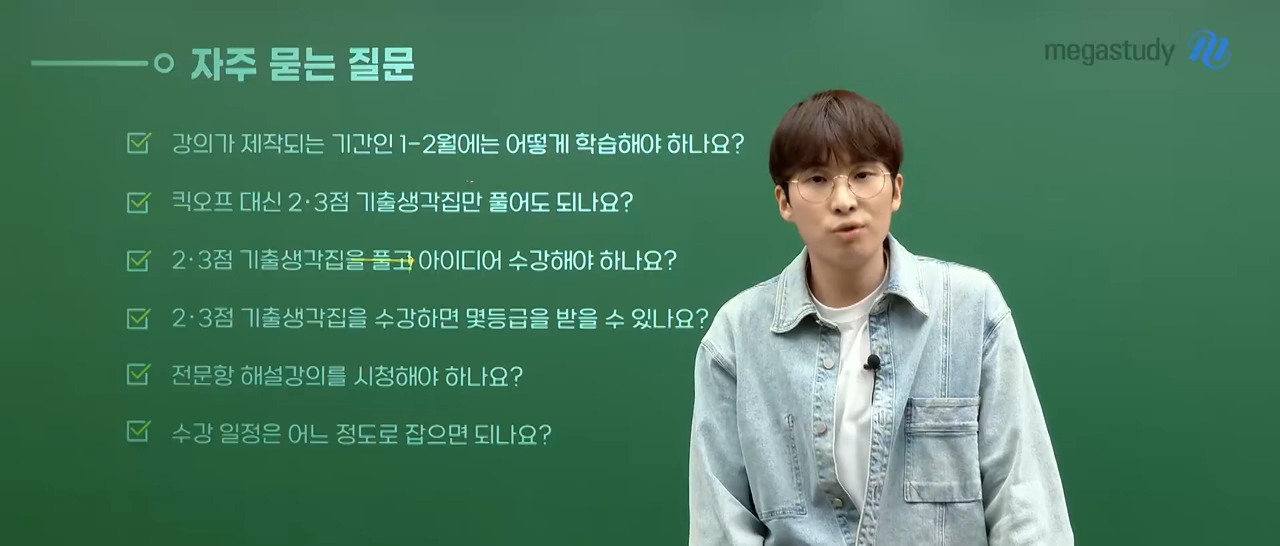 자주 묻는 질문
megastudy
강의가 제작되는 기간인 1-2월에는 어떻게 학습해야 하나요?
킥오프 대신 2·3점 기출생각집만 풀어도 되나요?
2·3점 기출생각집을 풀고 아이디어 수강해야 하나요?
2·3점 기출생각집을 수강하면 몇등급을 받을 수 있나요?
전문항 해설강의를 시청해야 하나요?
수강 일정은 어느 정도로 잡으면 되나요?